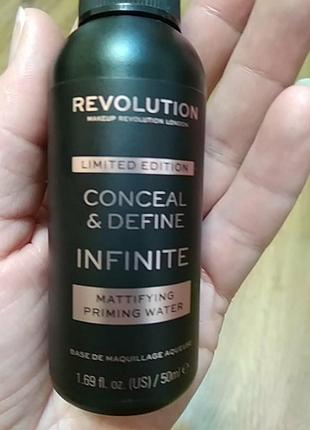 REVOLUTION
MAKEUP REVOLUTION LONDON
LIMITED EDITION
CONCEAL
& DEFINE
INFINITE
MATTIFYING
PRIMING WATER
BASE DE MAQUILLAGE AQUEUSE
1.69 fl. oz. (US) / 50ml e